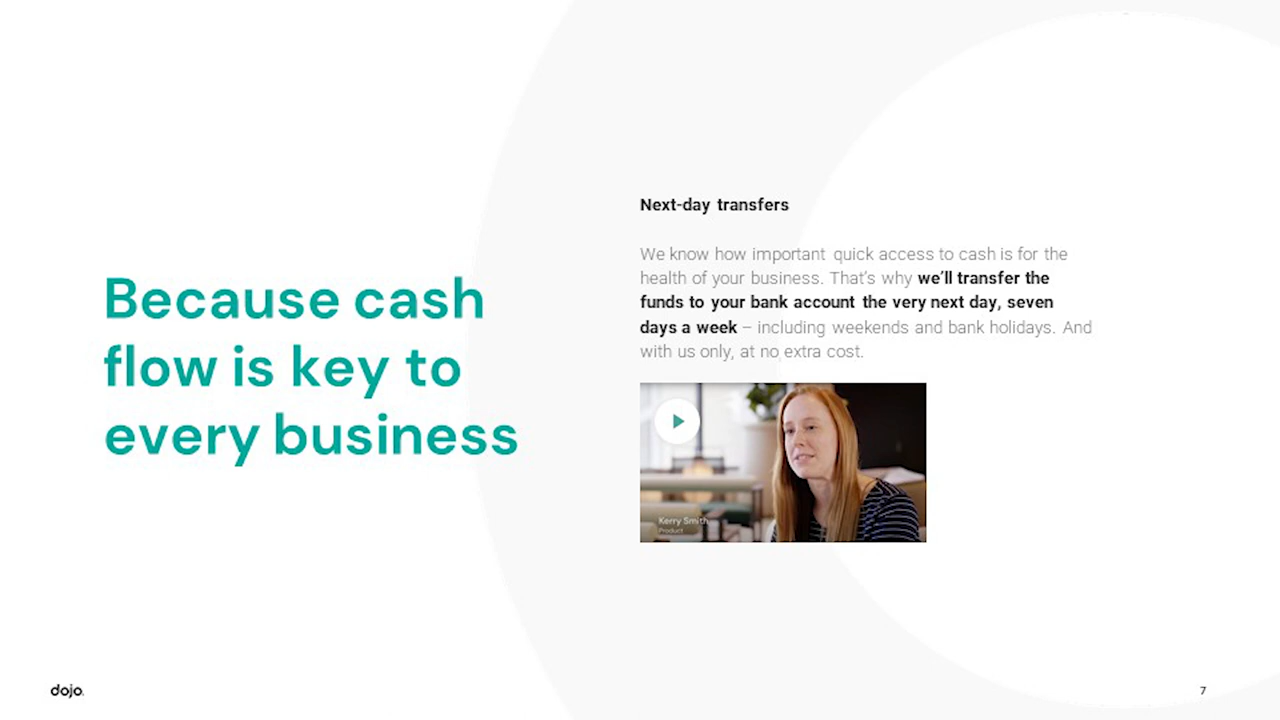 Because cash
flow is key to
every business
Next-day transfers
We know how important quick access to cash is for the
health of your business. That’s why we’ll transfer the
funds to your bank account the very next day, seven
days a week – including weekends and bank holidays. And
with us only, at no extra cost.
Kerry Smith
Product
dojo.
7